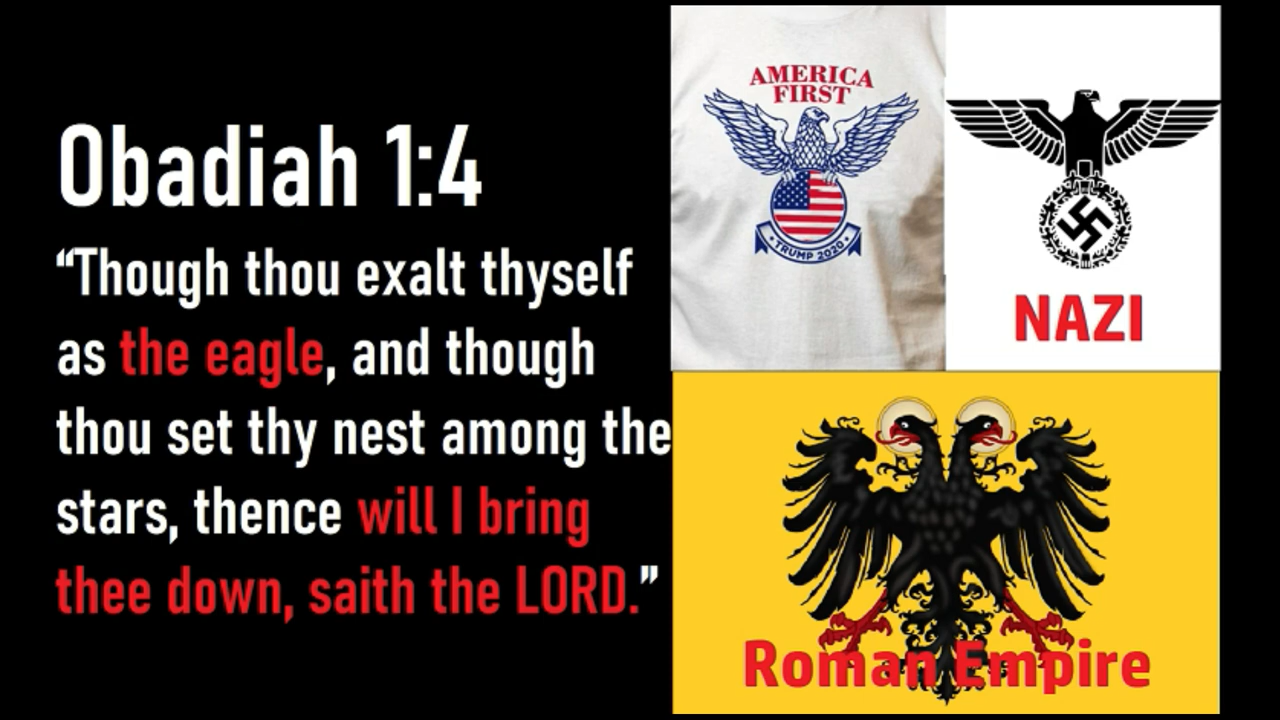 Obadiah 1:4
“Though thou exalt thyself
as the eagle, and though
thou set thy nest among the
stars, thence will I bring
thee down, saith the LORD.”
AMERICA
FIRST
TRUMP 2020
NAZI
Roman Empire